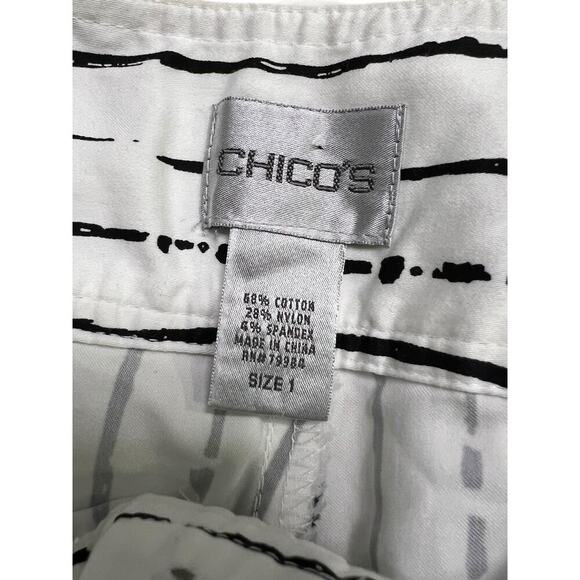 CHICO'S
68% COTTON
28% NYLON
4% SPANDEX
MADE IN CHINA
RN# 79984
SIZE 1